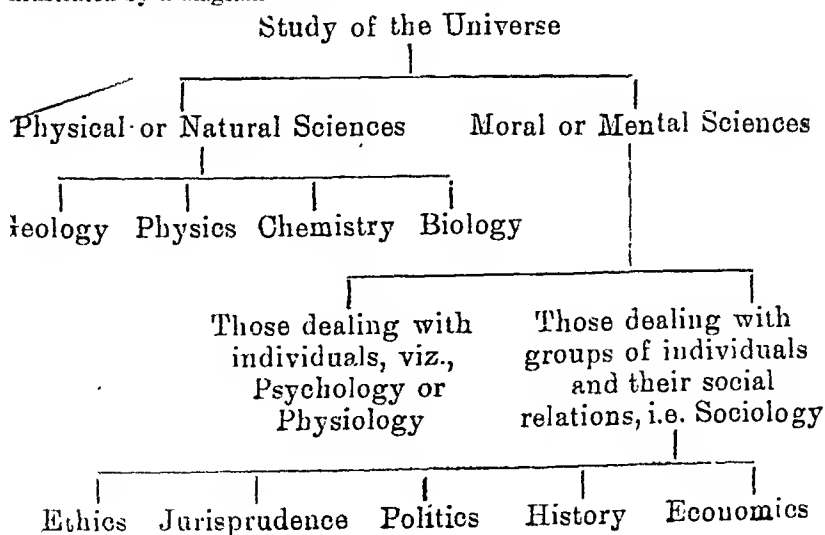 Study of the Universe
Physical or Natural Sciences Moral or Mental Sciences
eology Physics Chemistry Biology
Those dealing with individuals, viz., Psychology or Physiology
Those dealing with groups of individuals and their social relations, i.e. Sociology
Ethics Jurisprudence Politics History Economics